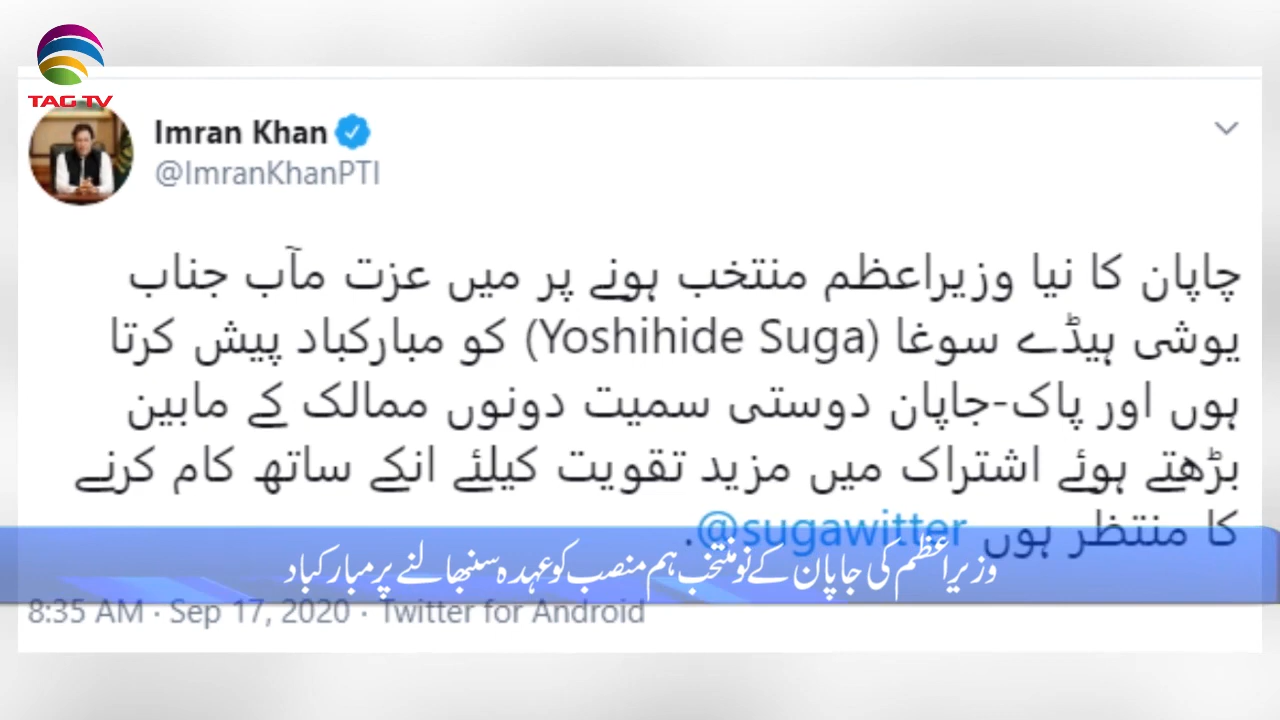 TAG TV
Imran Khan
@ImranKhanPTI
چاپان کا نیا وزیراعظم منتخب ہونے پر میں عزت مآب جناب
یوشی ہیڈے سوغا (Yoshihide Suga) کو مبارکباد پیش کرتا
ہوں اور پاک-جاپان دوستی سمیت دونوں ممالک کے مابین
بڑھتے ہوئے اشتراک میں مزید تقویت کیلئے انکے ساتھ کام کرنے
کا منتظر ہوں @sugawitter.
وزیراعظم کی جاپان کے نومنتخب ہم منصب کو عہدہ سنبھالنے پر مبارکباد
8:35 AM · Sep 17, 2020 · Twitter for Android